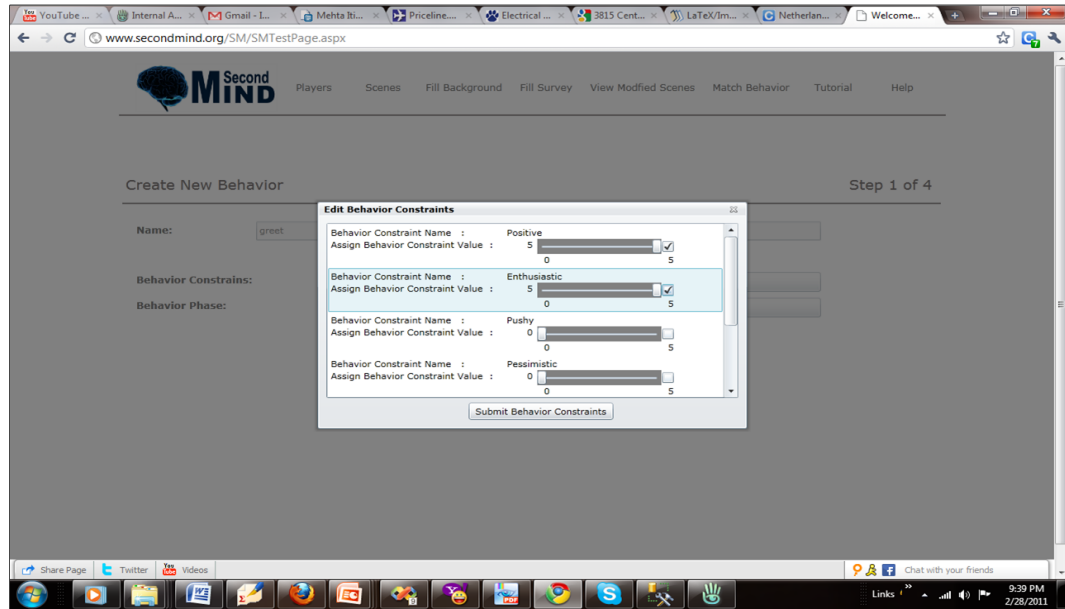 YouTube ...
Internal A...
Gmail - I...
Mehta Iti...
Priceline....
Electrical ...
3815 Cent...
LaTeX/Im...
Netherlan...
Welcome...
www.secondmind.org/SM/SMTestPage.aspx
Second
MIND
Players Scenes Fill Background Fill Survey View Modfied Scenes Match Behavior Tutorial Help
Create New Behavior Step 1 of 4
Edit Behavior Constraints
Name: greet
Behavior Constraint Name : Positive
Assign Behavior Constraint Value : 5
0 5
Behavior Constrains:
Behavior Constraint Name : Enthusiastic
Assign Behavior Constraint Value : 5
0 5
Behavior Phase:
Behavior Constraint Name : Pushy
Assign Behavior Constraint Value : 0
0 5
Behavior Constraint Name : Pessimistic
Assign Behavior Constraint Value : 0
0 5
Submit Behavior Constraints
Share Page Twitter You Tube Videos Chat with your friends
Links 9:39 PM
2/28/2011